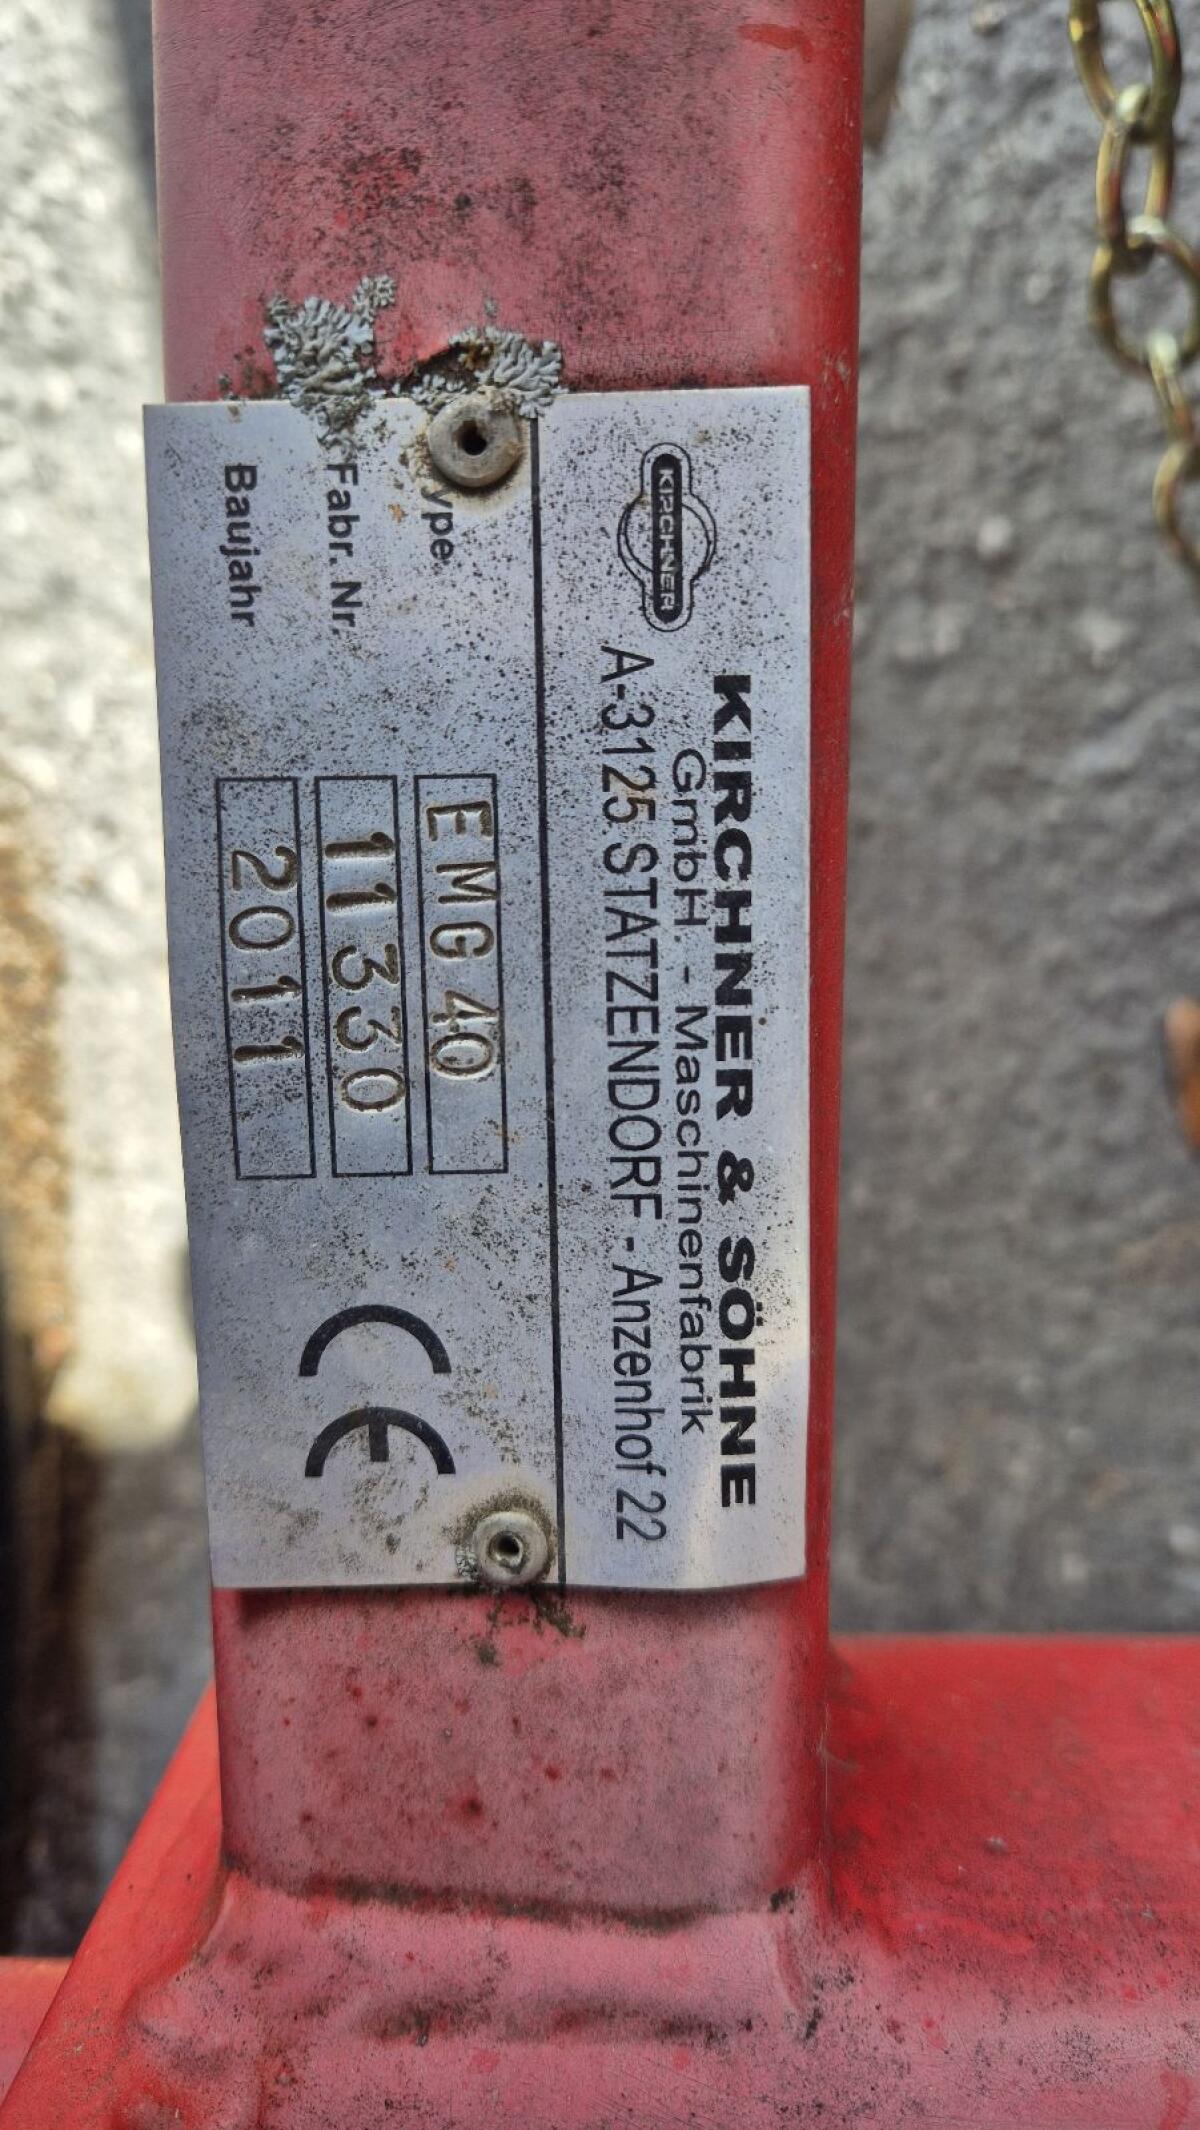 KIRCHNER
KIRCHNER & SÖHNE
GmbH. - Maschinenfabrik
A-3125 STATZENDORF - Anzenhof 22
ype EMG 40
Fabr. Nr. 11330
Baujahr 2011
CE